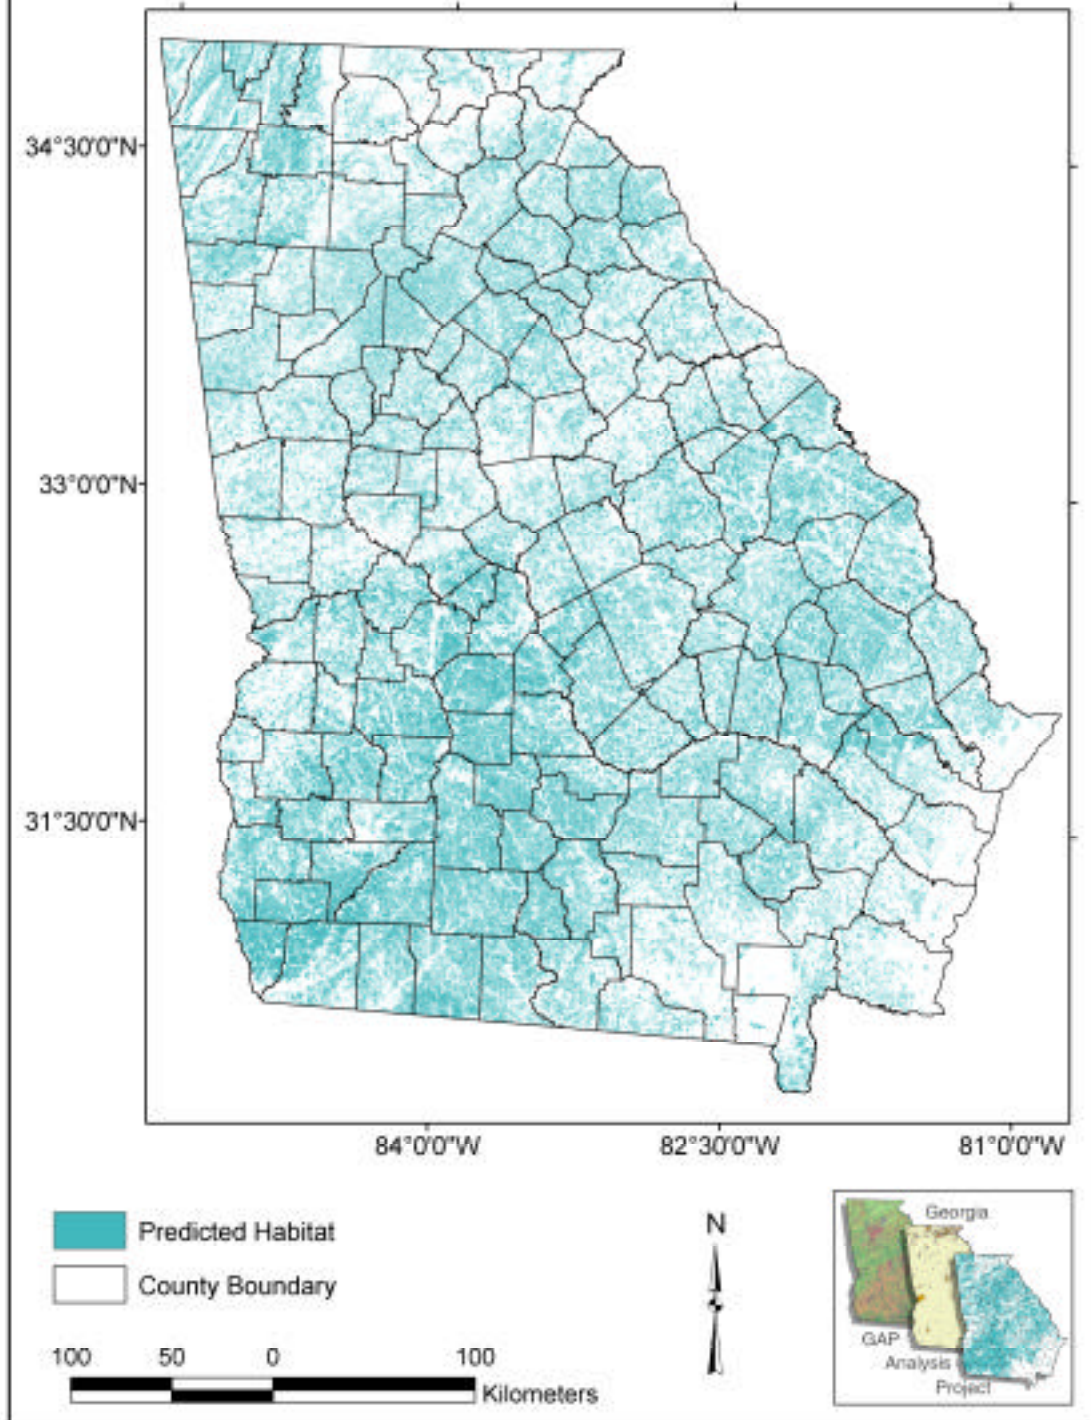 34°30'0"N
33°0'0"N
31°30'0"N
84°0'0"W 82°30'0"W 81°0'0"W
Predicted Habitat
County Boundary
N
100 50 0 100
Kilometers
Georgia
GAP
Analysis
Project